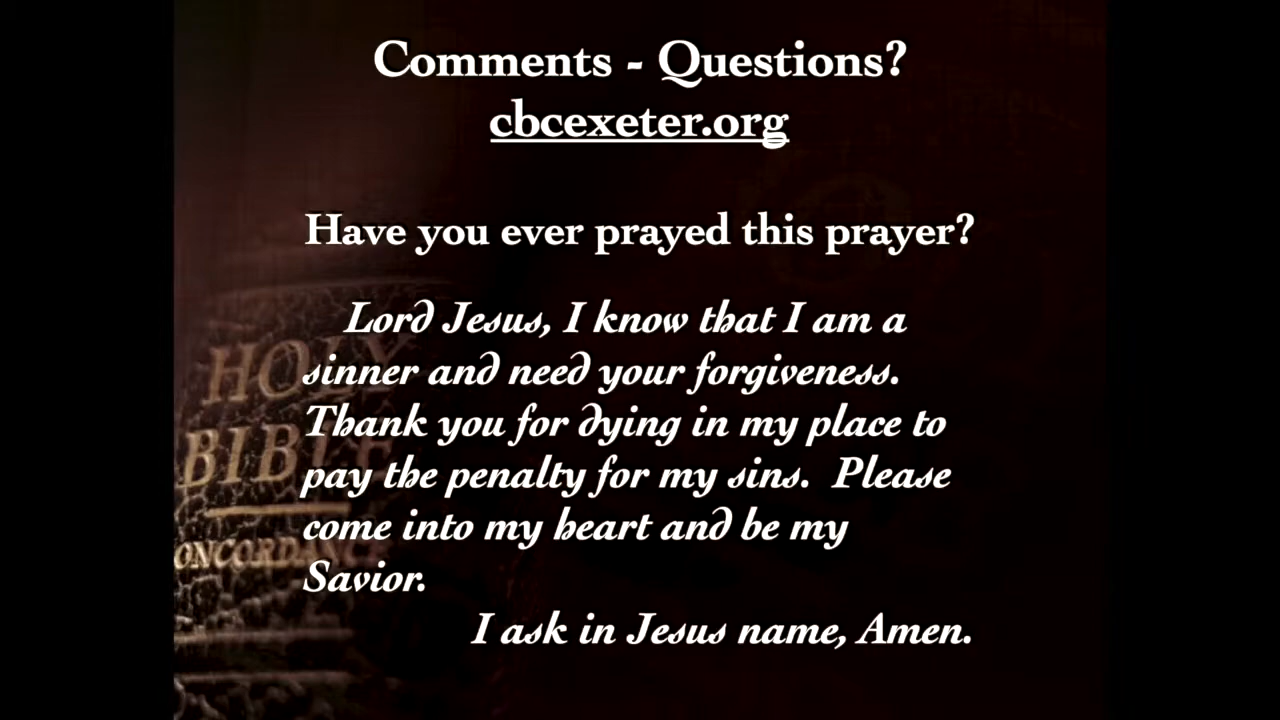 Comments - Questions?
cbcexeter.org
Have you ever prayed this prayer?
Lord Jesus, I know that I am a
sinner and need your forgiveness.
Thank you for dying in my place to
pay the penalty for my sins.  Please
come into my heart and be my
Savior.
I ask in Jesus name, Amen.
HOLY
BIBLE